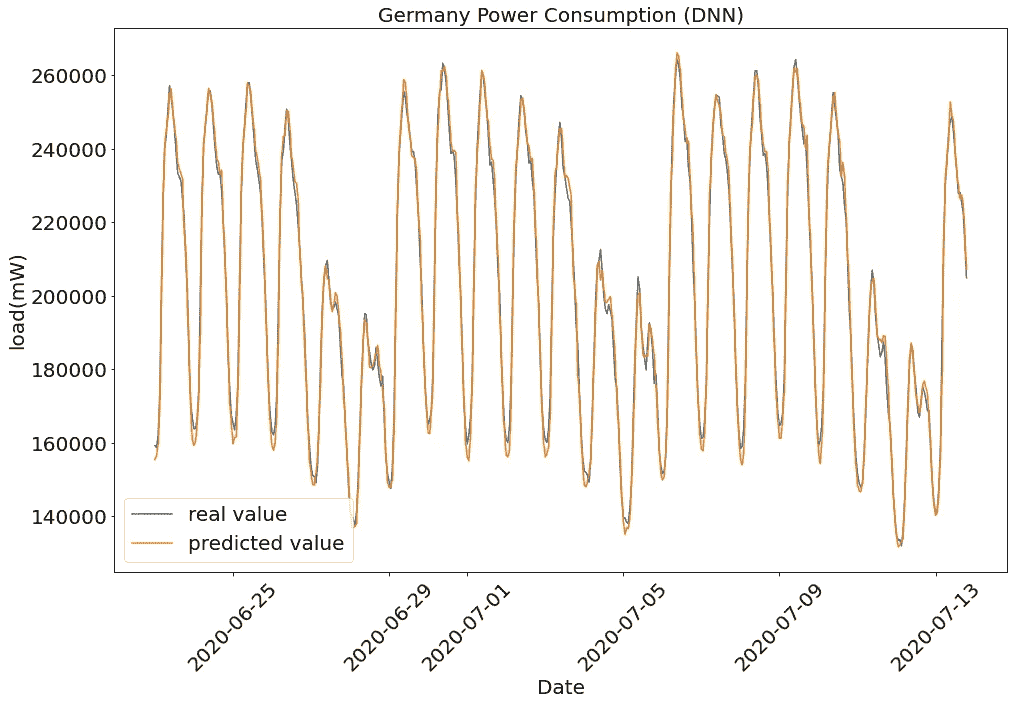 Germany Power Consumption (DNN)
260000
240000
220000
200000
180000
160000
140000
load(mW)
real value
predicted value
2020-06-25
2020-06-29
2020-07-01
2020-07-05
2020-07-09
2020-07-13
Date